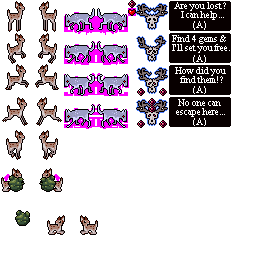 Are you lost?
I can help...
(A)
Find 4 gems &
I'll set you free.
(A)
How did you
find them!?
(A)
No one can
escape here...
(A)